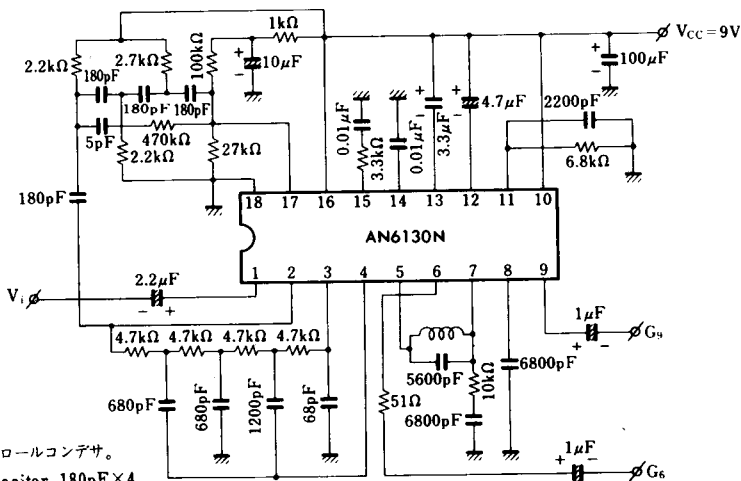 1kΩ
V_CC=9V
2.2kΩ
2.7kΩ
100kΩ
+
-
10μF
+
-
100μF
180pF
180pF
180pF
5pF
470kΩ
2.2kΩ
27kΩ
0.01μF
3.3kΩ
0.01μF
+
-
3.3μF
+
-
4.7μF
2200pF
6.8kΩ
180pF
18 17 16 15 14 13 12 11 10
AN6130N
1 2 3 4 5 6 7 8 9
V_i
2.2μF
- +
4.7kΩ 4.7kΩ 4.7kΩ 4.7kΩ
680pF
680pF
1200pF
68pF
51Ω
5600pF
10kΩ
6800pF
6800pF
1μF
+ -
G9
1μF
+ -
G6
ロールコンデサ。
acitor 180pF×4